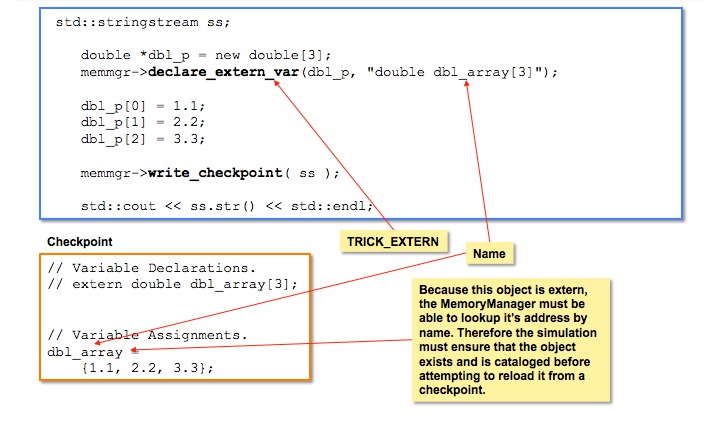 std::stringstream ss;
double *dbl_p = new double[3];
memmgr->declare_extern_var(dbl_p, "double dbl_array[3]");
dbl_p[0] = 1.1;
dbl_p[1] = 2.2;
dbl_p[2] = 3.3;
memmgr->write_checkpoint( ss );
std::cout << ss.str() << std::endl;
TRICK_EXTERN
Name
Checkpoint
// Variable Declarations.
// extern double dbl_array[3];
// Variable Assignments.
dbl_array =
{1.1, 2.2, 3.3};
Because this object is extern,
the MemoryManager must be
able to lookup it's address by
name. Therefore the simulation
must ensure that the object
exists and is cataloged before
attempting to reload it from a
checkpoint.